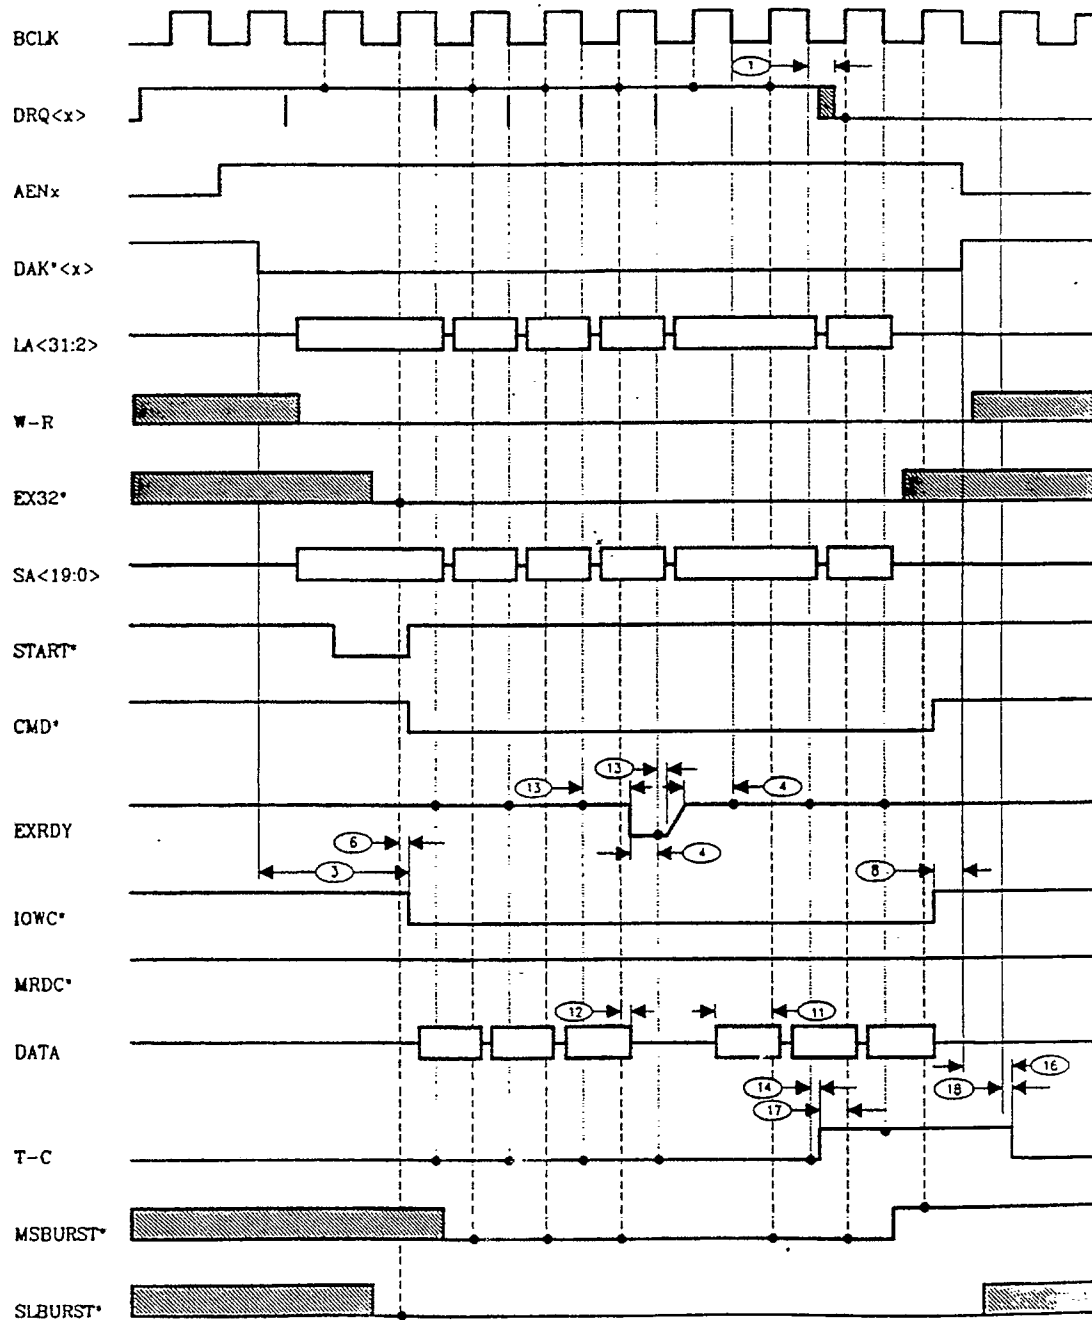 BCLK
1
DRQ<x>
AENx
DAK*<x>
LA<31:2>
W-R
EX32*
SA<19:0>
START*
CMD*
13
13
4
EXRDY
6
4
3
8
IOWC*
MRDC*
12
11
DATA
16
14
18
17
T-C
MSBURST*
SLBURST*